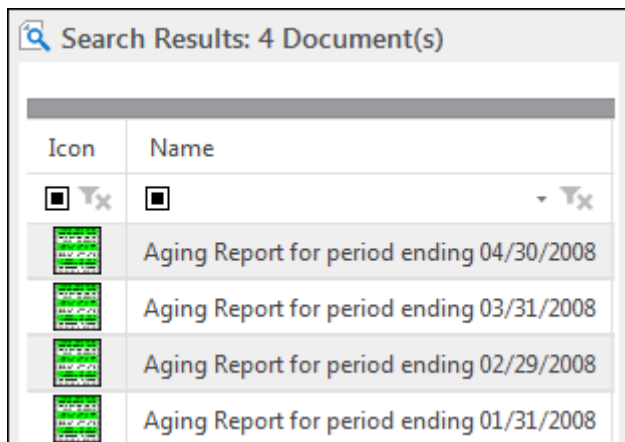 Search Results: 4 Document(s)
Icon Name
Aging Report for period ending 04/30/2008
Aging Report for period ending 03/31/2008
Aging Report for period ending 02/29/2008
Aging Report for period ending 01/31/2008